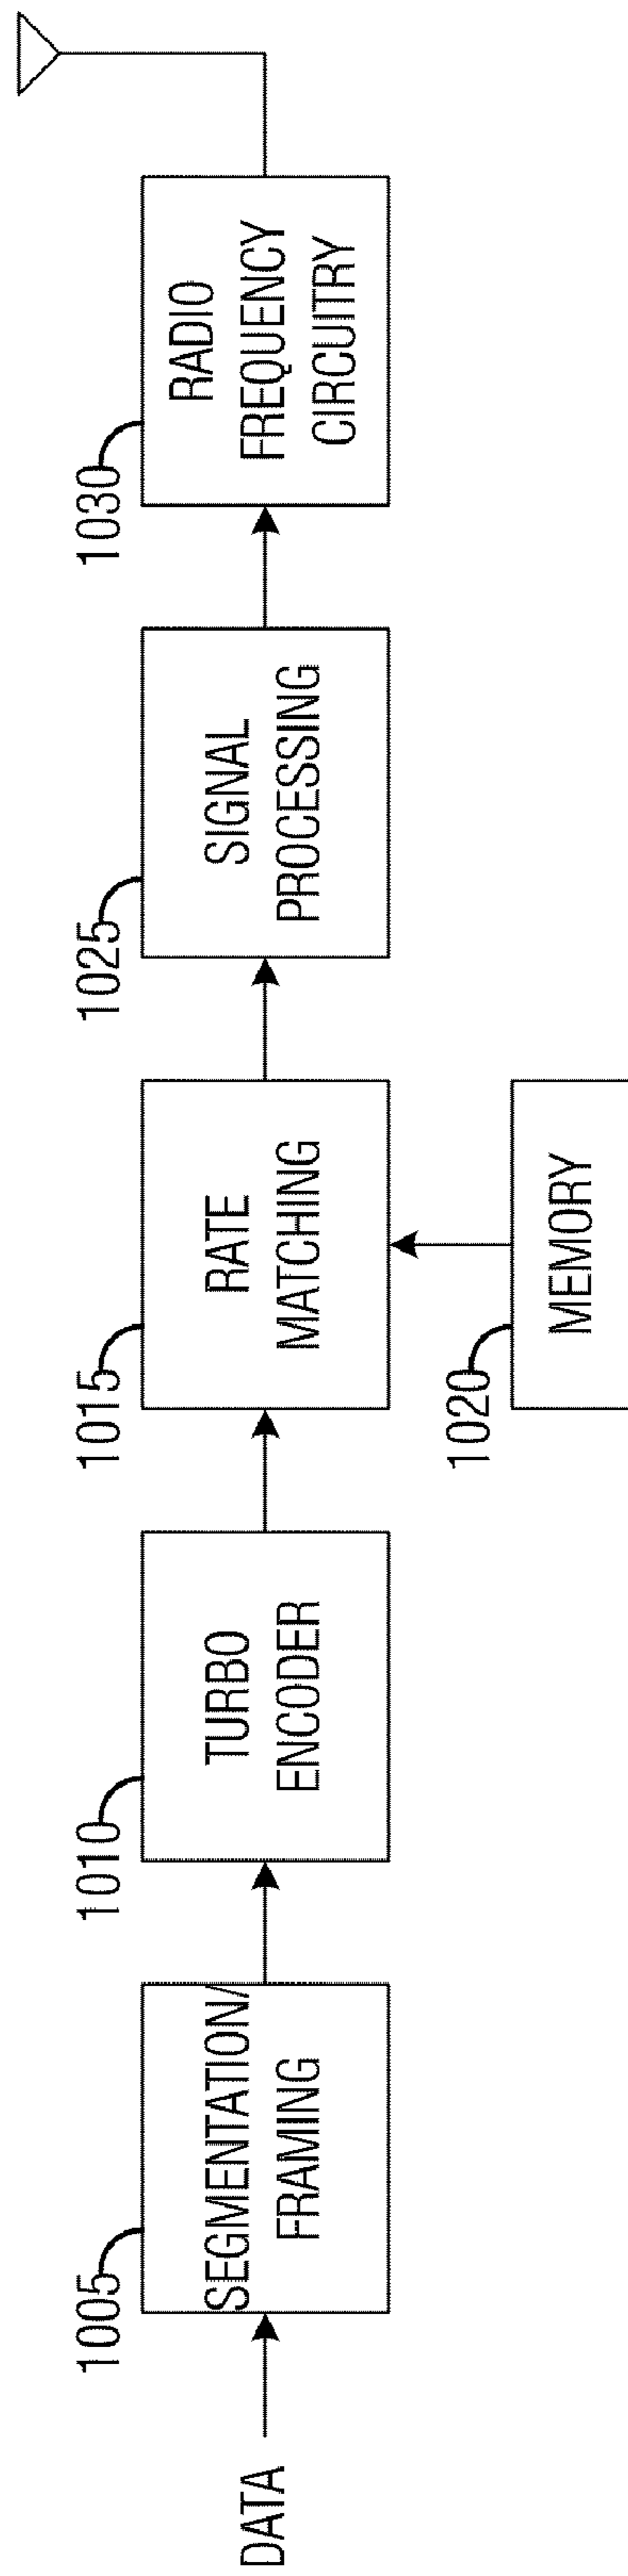 DATA
1005
SEGMENTATION/
FRAMING
1010
TURBO
ENCODER
1015
RATE
MATCHING
1020
MEMORY
1025
SIGNAL
PROCESSING
1030
RADIO
FREQUENCY
CIRCUITRY